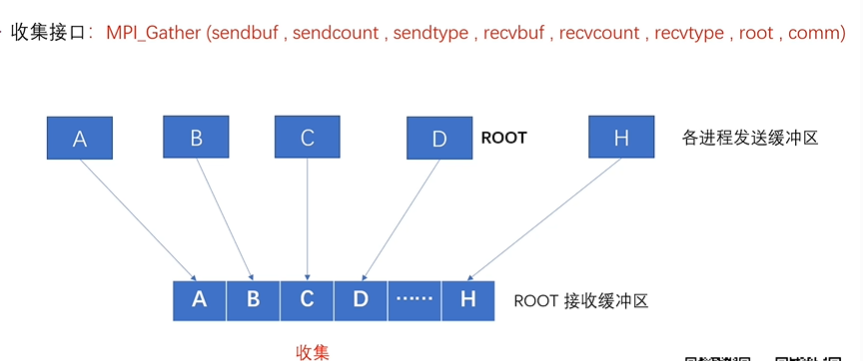 · 收集接口：MPI_Gather (sendbuf , sendcount , sendtype , recvbuf , recvcount , recvtype , root , comm)
A B C D ROOT H 各进程发送缓冲区
A B C D …… H ROOT 接收缓冲区
收集